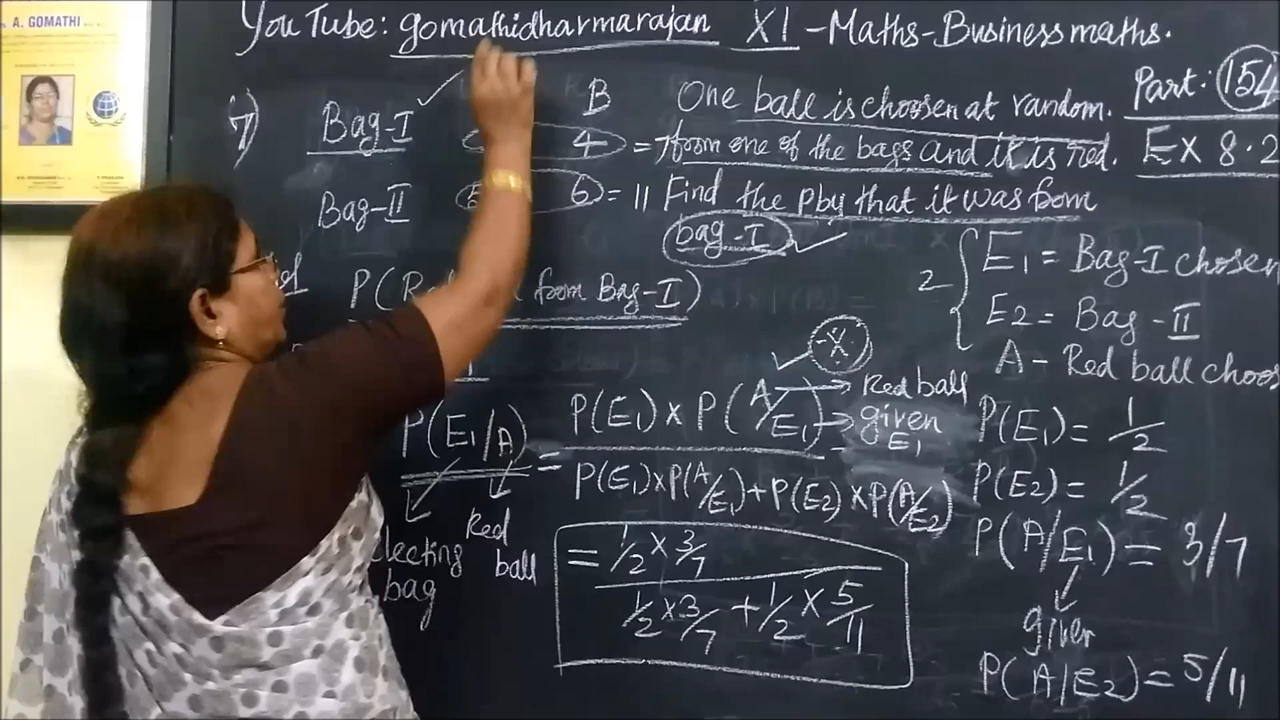 A. GOMATHI
YouTube: gomathidharmarajan XI - Maths - Business maths.
Part: 154
Ex 8.2
7)
B
Bag-I 4 = 7
Bag-II 5 6 = 11
One ball is choosen at random.
from one of the bags and it is red.
Find the pby that it was from
bag-I
P(Red from Bag-I)
2 { E1 = Bag-I chosen
E2 = Bag-II
A - Red ball choos
-X-
P(E1/A) = P(E1) x P(A/E1) / P(E1)xP(A/E1)+P(E2)xP(A/E2)
Red ball
given
E1
lecting
bag
Red
ball
= 1/2 x 3/7
1/2 x 3/7 + 1/2 x 5/11
P(E1) = 1/2
P(E2) = 1/2
P(A/E1) = 3/7
given
P(A/E2) = 5/11